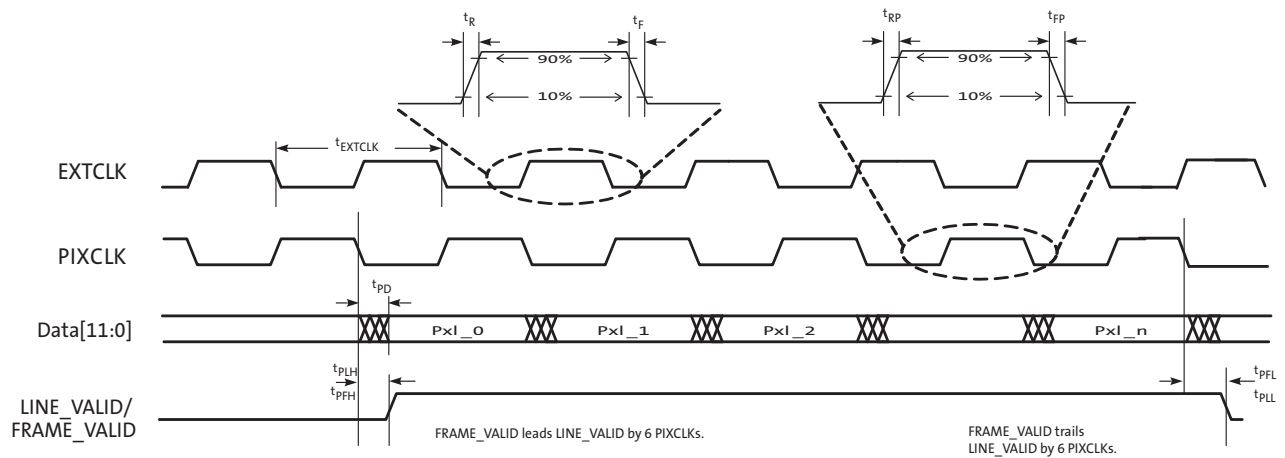 tR
tF
tRP
tFP
90%
90%
10%
10%
tEXTCLK
EXTCLK
PIXCLK
tPD
Data[11:0]
Pxl_0
Pxl_1
Pxl_2
Pxl_n
tPLH
tPFH
tPFL
tPLL
LINE_VALID/
FRAME_VALID
FRAME_VALID leads LINE_VALID by 6 PIXCLKs.
FRAME_VALID trails
LINE_VALID by 6 PIXCLKs.